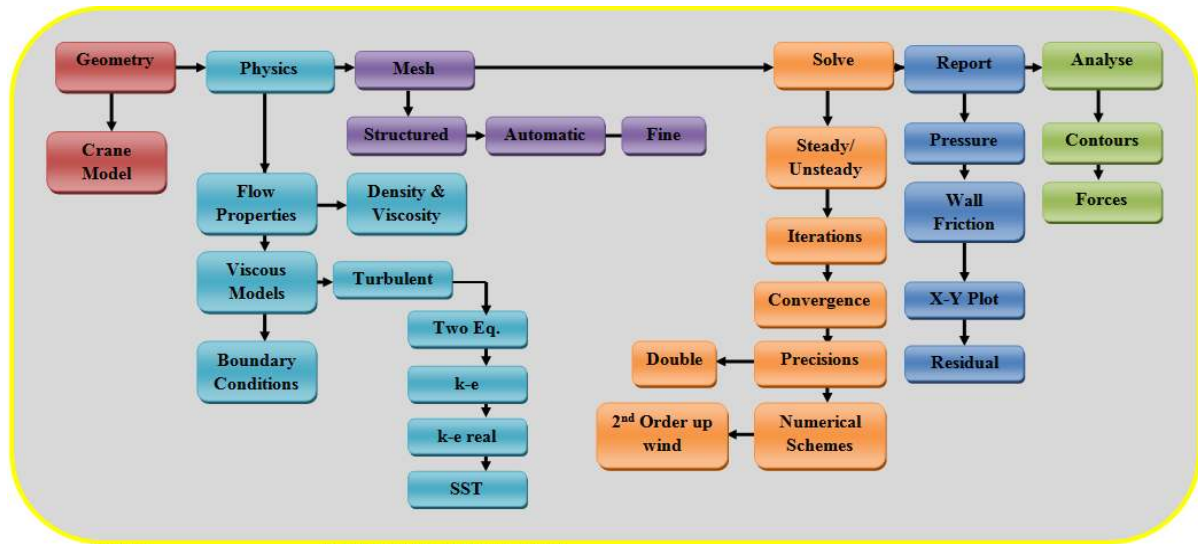 Geometry
Physics
Mesh
Solve
Report
Analyse
Crane
Model
Flow
Properties
Density &
Viscosity
Viscous
Models
Turbulent
Boundary
Conditions
Two Eq.
k-e
k-e real
SST
Structured
Automatic
Fine
Steady/
Unsteady
Iterations
Convergence
Precisions
Double
Numerical
Schemes
2nd Order up
wind
Pressure
Wall
Friction
X-Y Plot
Residual
Contours
Forces